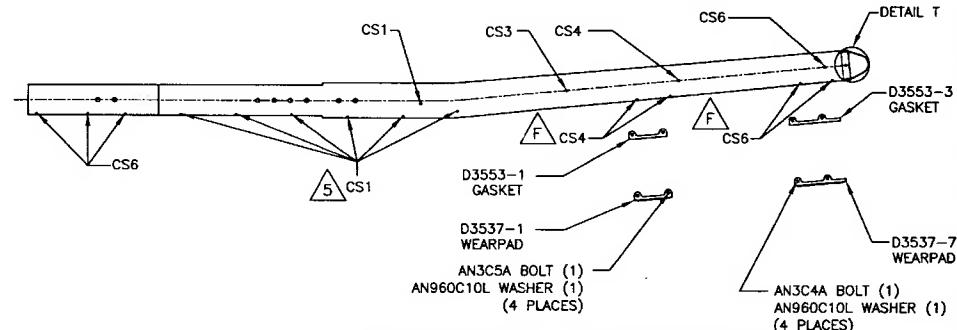 DETAIL T
CS6
CS4
CS3
CS1
D3553-3
GASKET
F
F
CS4
CS6
CS6
5
CS1
D3553-1
GASKET
D3537-1
WEARPAD
D3537-7
WEARPAD
AN3C5A BOLT (1)
AN960C10L WASHER (1)
(4 PLACES)
AN3C4A BOLT (1)
AN960C10L WASHER (1)
(4 PLACES)